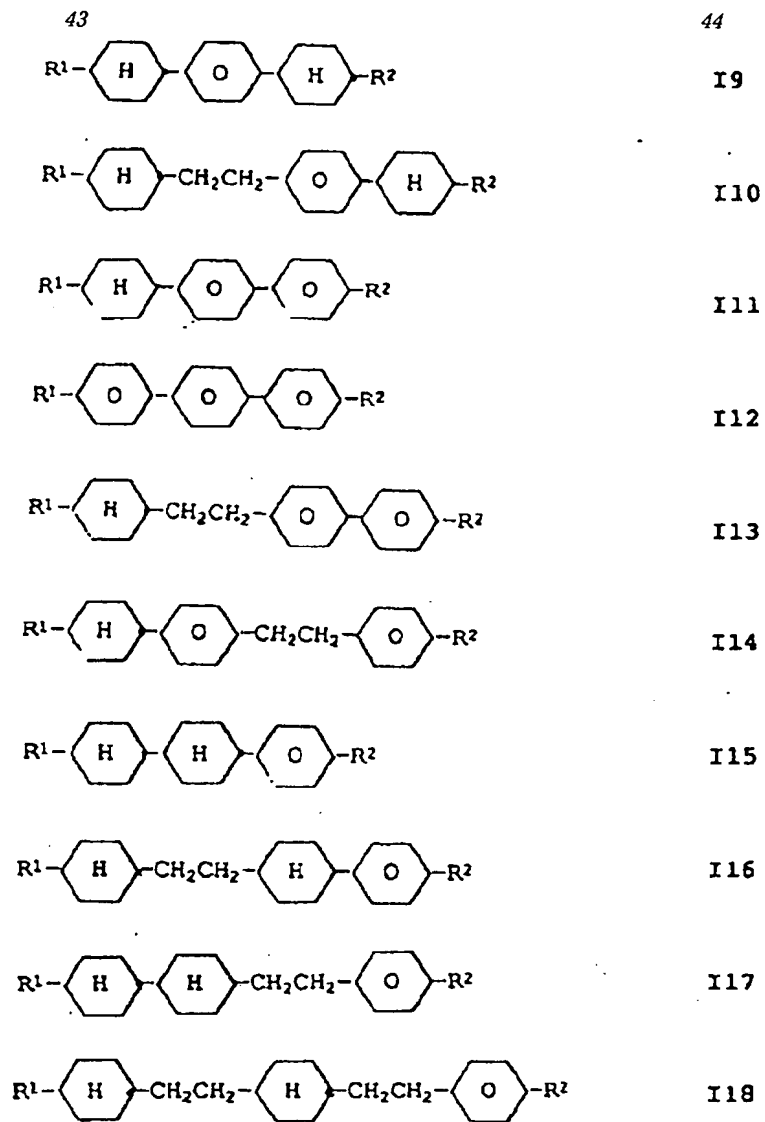 43 44
R¹- H - O - H -R² I9
R¹- H -CH₂CH₂- O - H -R² I10
R¹- H - O - O -R² I11
R¹- O - O - O -R² I12
R¹- H -CH₂CH₂- O - O -R² I13
R¹- H - O -CH₂CH₂- O -R² I14
R¹- H - H - O -R² I15
R¹- H -CH₂CH₂- H - O -R² I16
R¹- H - H -CH₂CH₂- O -R² I17
R¹- H -CH₂CH₂- H -CH₂CH₂- O -R² I18